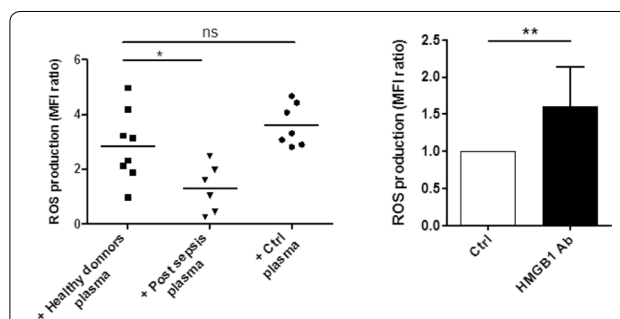 ns
*
ROS production (MFI ratio)
6
4
2
0
+ Healthy donnors
plasma
+ Post sepsis
plasma
+ Ctrl
plasma
**
ROS production (MFI ratio)
2.5
2.0
1.5
1.0
0.5
0.0
Ctrl
HMGB1 Ab